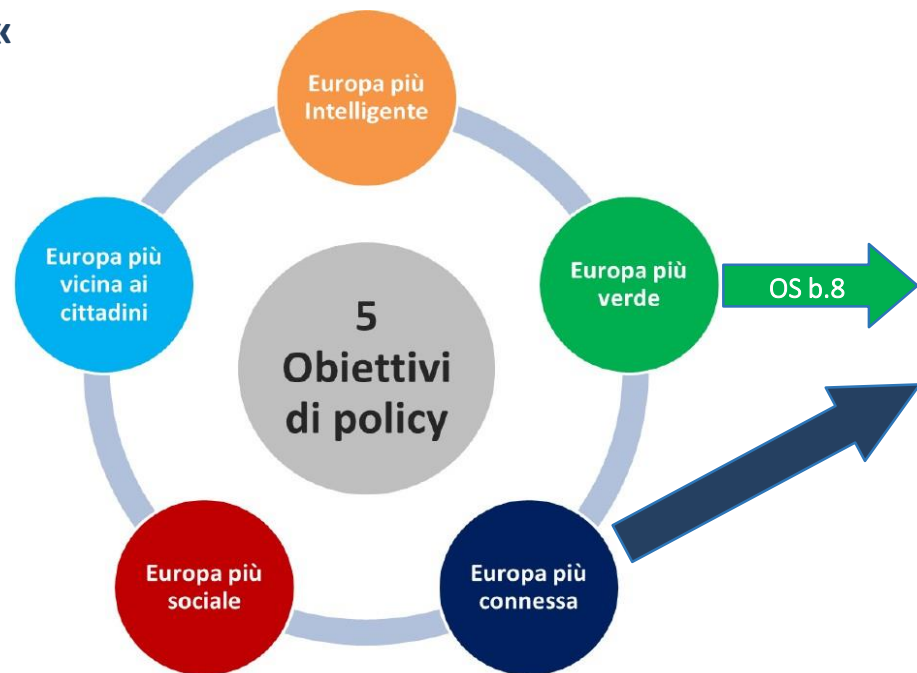 «
Europa più
Intelligente
Europa più
vicina ai
cittadini
Europa più
verde
OS b.8
5
Obiettivi
di policy
Europa più
sociale
Europa più
connessa